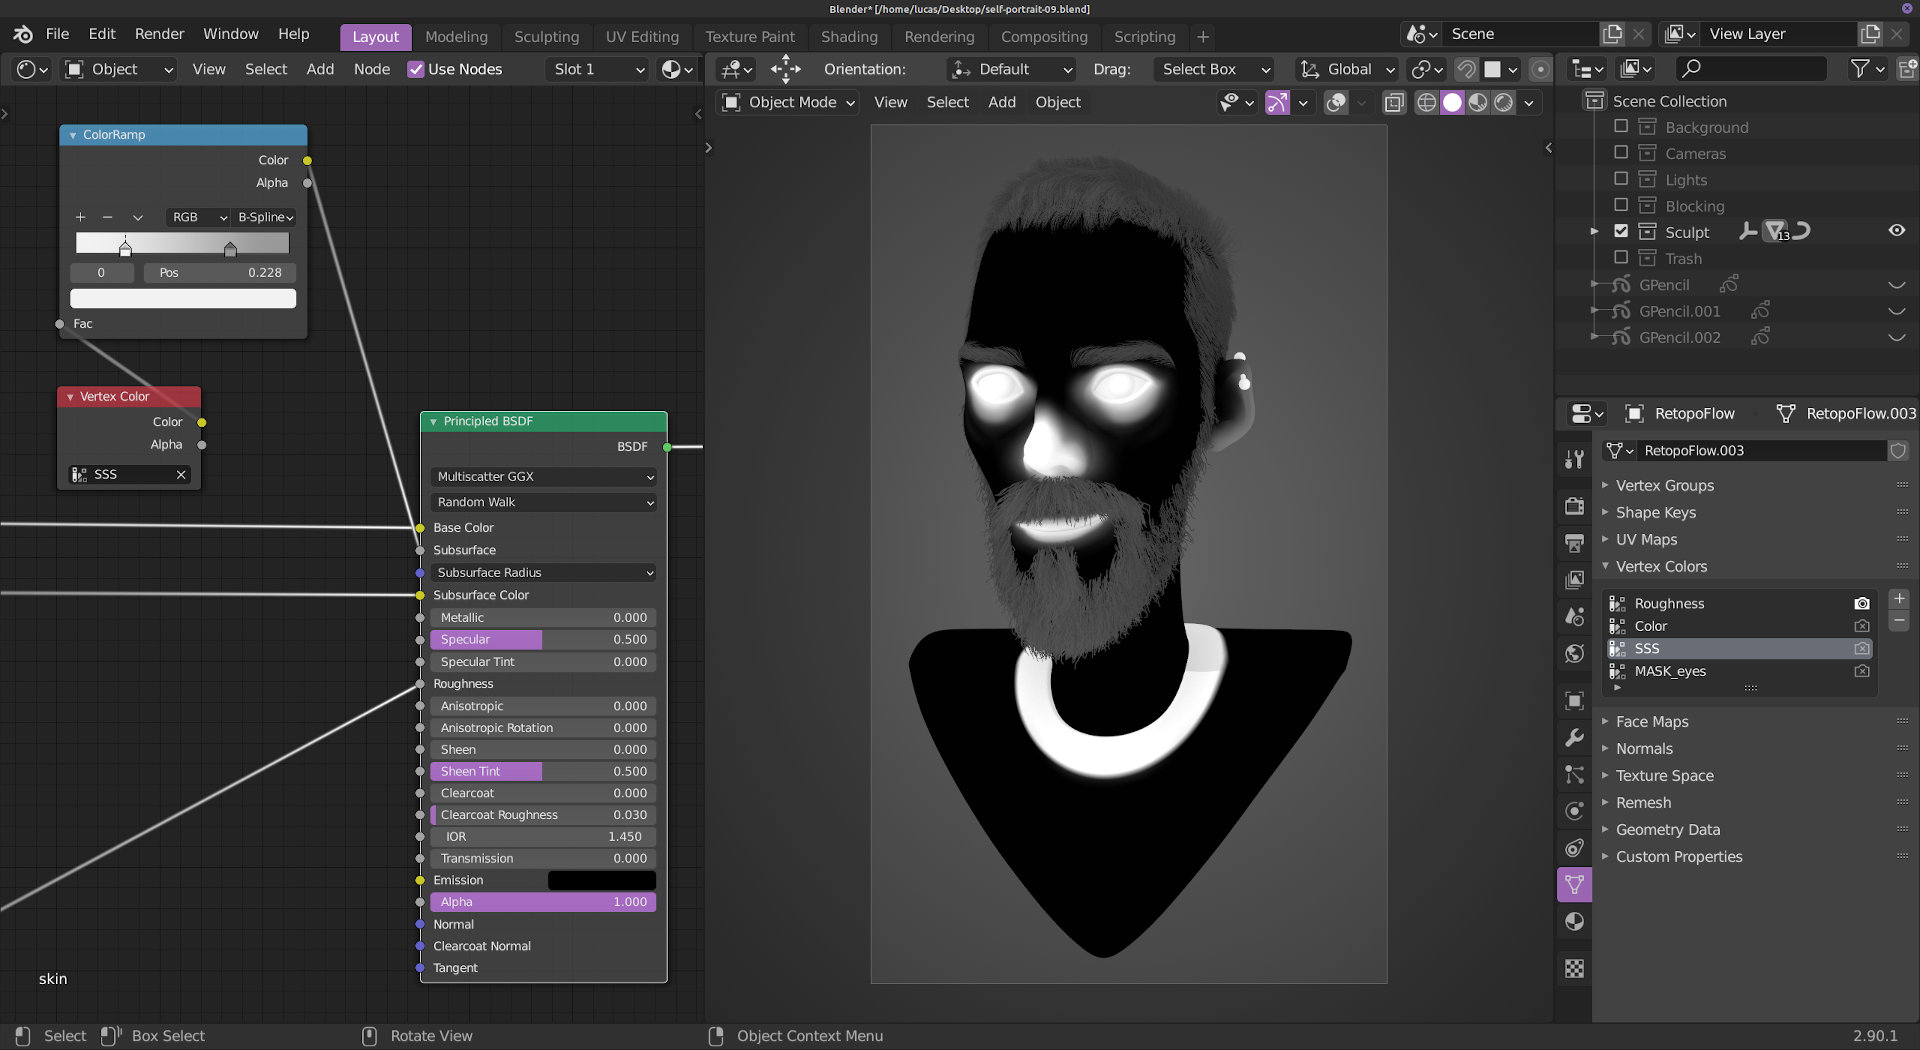 Blender* [/home/lucas/Desktop/self-portrait-09.blend]
File Edit Render Window Help Layout Modeling Sculpting UV Editing Texture Paint Shading Animation Rendering Compositing Scripting + Scene View Layer
Object View Select Add Object Node Use Nodes Slot 1
Orientation: Default Drag: Select Box Global
Object Mode View Select Add Object
ColorRamp
Color
Alpha
+ − RGB B-Spline
0 Pos 0.228
Fac
Vertex Color
Color
Alpha
SSS
Principled BSDF
BSDF
Multiscatter GGX
Random Walk
Base Color
Subsurface
Subsurface Radius
Subsurface Color
Metallic 0.000
Specular 0.500
Specular Tint 0.000
Roughness
Anisotropic 0.000
Anisotropic Rotation 0.000
Sheen 0.000
Sheen Tint 0.500
Clearcoat 0.000
Clearcoat Roughness 0.030
IOR 1.450
Transmission 0.000
Emission
Alpha 1.000
Normal
Clearcoat Normal
Tangent
skin
Scene Collection
Background
Cameras
Lights
Blocking
Sculpt 13
Trash
GPencil
GPencil.001
GPencil.002
RetopoFlow RetopoFlow.003
RetopoFlow.003
Vertex Groups
Shape Keys
UV Maps
Vertex Colors
Roughness
Color
SSS
MASK_eyes
Face Maps
Normals
Texture Space
Remesh
Geometry Data
Custom Properties
Select Box Select Rotate View Object Context Menu 2.90.1